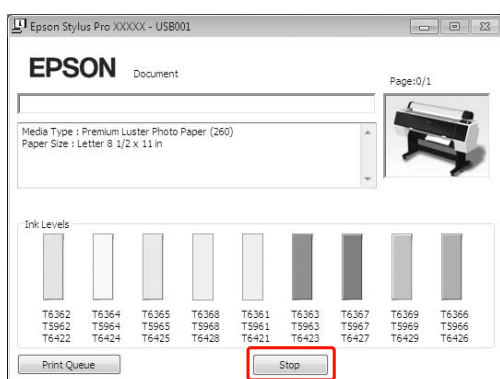 Epson Stylus Pro XXXXX - USB001
EPSON
Document
Page:0/1
Media Type : Premium Luster Photo Paper (260)
Paper Size : Letter 8 1/2 x 11 in
Ink Levels
T6362 T6364 T6365 T6368 T6361 T6363 T6367 T6369 T6366
T5962 T5964 T5965 T5968 T5961 T5963 T5967 T5969 T5966
T6422 T6424 T6425 T6428 T6421 T6423 T6427 T6429 T6426
Print Queue
Stop